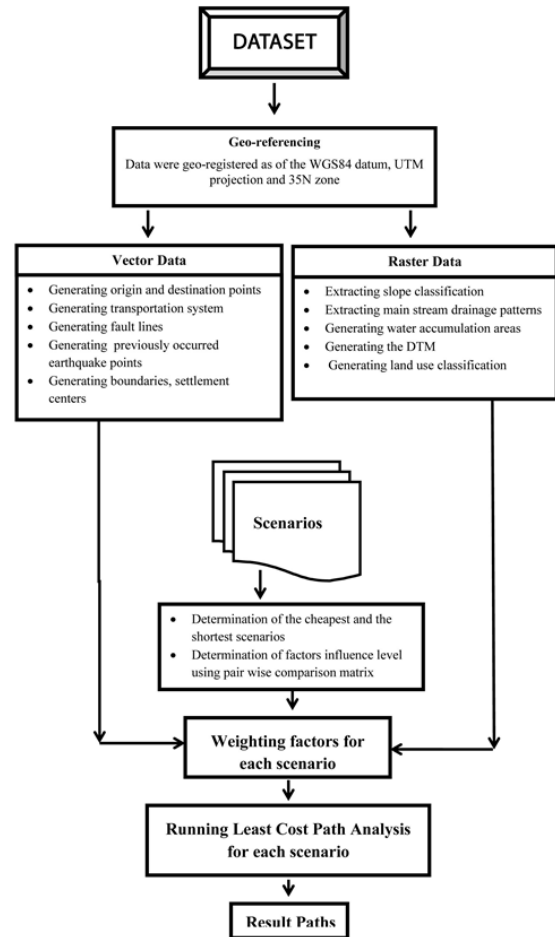 DATASET
Geo-referencing
Data were geo-registered as of the WGS84 datum, UTM
projection and 35N zone
Vector Data
• Generating origin and destination points
• Generating transportation system
• Generating fault lines
• Generating previously occurred
earthquake points
• Generating boundaries, settlement
centers
Raster Data
• Extracting slope classification
• Extracting main stream drainage patterns
• Generating water accumulation areas
• Generating the DTM
• Generating land use classification
Scenarios
• Determination of the cheapest and the
shortest scenarios
• Determination of factors influence level
using pair wise comparison matrix
Weighting factors for
each scenario
Running Least Cost Path Analysis
for each scenario
Result Paths